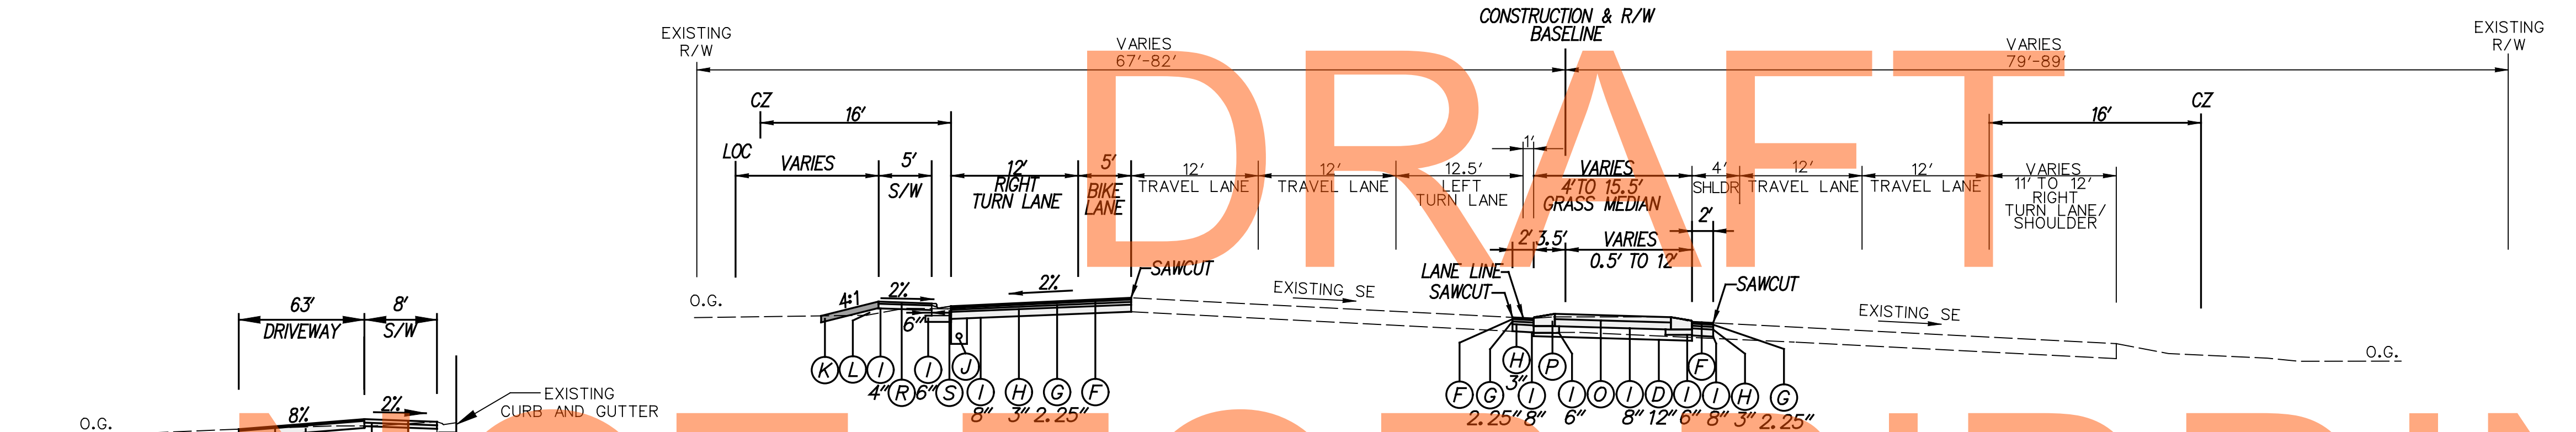 CONSTRUCTION & R/W
BASELINE
EXISTING
R/W
VARIES
67'-82'
VARIES
79'-89'
EXISTING
R/W
DRAFT
CZ
16'
16'
CZ
LOC
VARIES
5'
S/W
12'
RIGHT
TURN LANE
5'
BIKE
LANE
12'
TRAVEL LANE
12'
TRAVEL LANE
12.5'
LEFT
TURN LANE
1'
VARIES
4' TO 15.5'
GRASS MEDIAN
4'
SHLDR
12'
TRAVEL LANE
12'
TRAVEL LANE
VARIES
11' TO 12'
RIGHT
TURN LANE/
SHOULDER
2'
2'
3.5'
VARIES
0.5' TO 12'
O.G.
4:1
2%
6"
2%
SAWCUT
EXISTING SE
LANE LINE
SAWCUT
SAWCUT
EXISTING SE
O.G.
K L I R I S J I H G F
4" 6" 8" 3" 2.25"
F G H I P I O I D I F I H G
2.25" 3" 8" 6" 8" 12" 6" 8" 3" 2.25"
63'
DRIVEWAY
8'
S/W
O.G.
8%
2%
EXISTING
CURB AND GUTTER